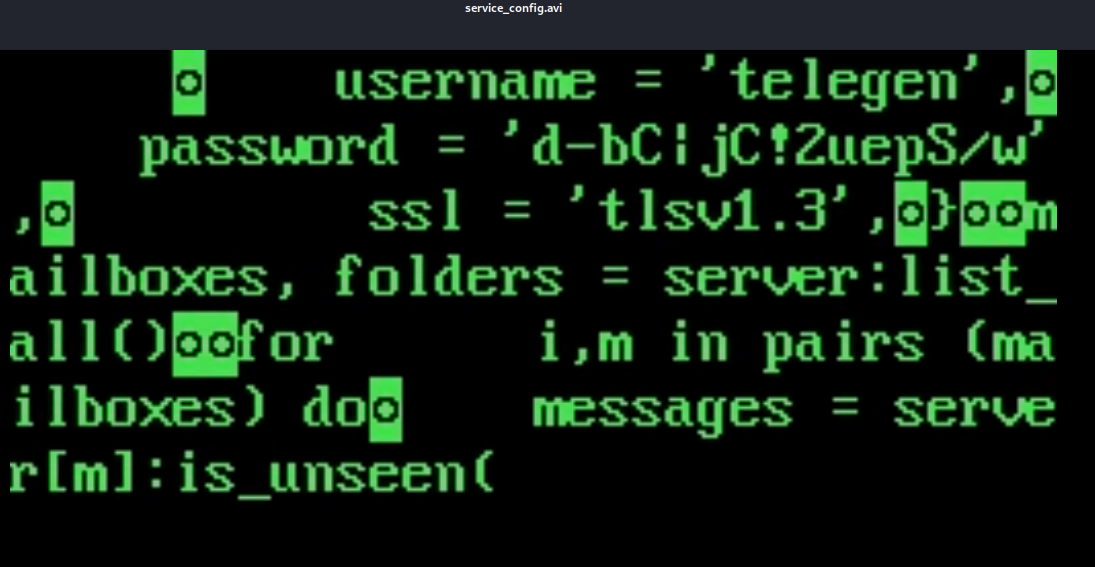 service_config.avi
◙    username = 'telegen',◙
password = 'd-bC¦jC!2uepS/w'
,◙         ssl = 'tlsv1.3',◙}◙◙m
ailboxes, folders = server:list_
all()◙◙for      i,m in pairs (ma
ilboxes) do◙    messages = serve
r[m]:is_unseen(